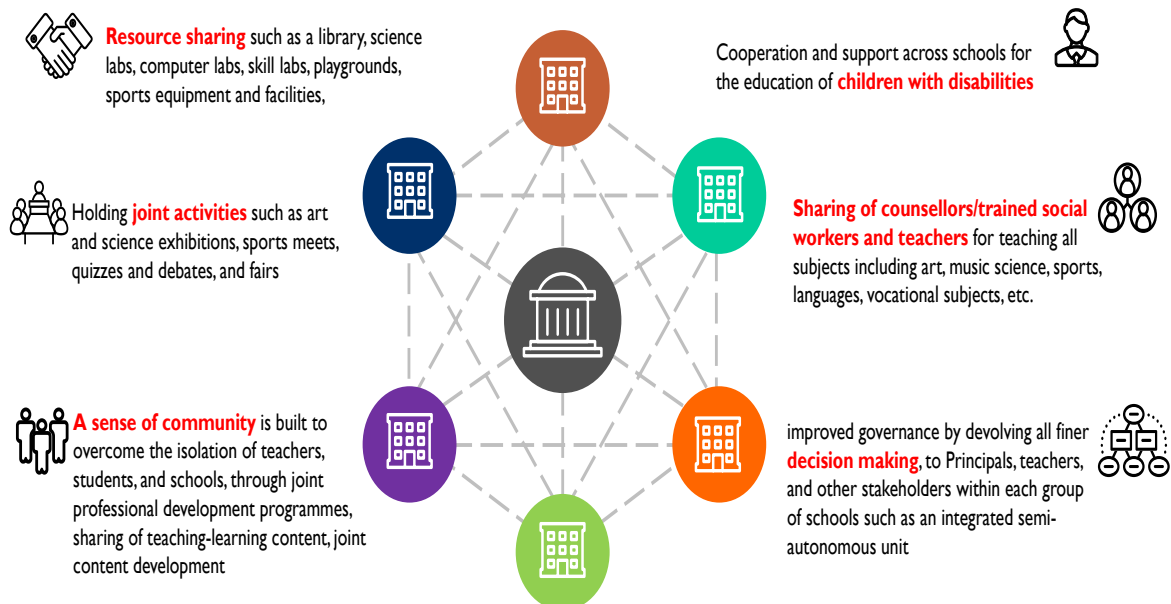 Resource sharing such as a library, science
labs, computer labs, skill labs, playgrounds,
sports equipment and facilities,
Holding joint activities such as art
and science exhibitions, sports meets,
quizzes and debates, and fairs
A sense of community is built to
overcome the isolation of teachers,
students, and schools, through joint
professional development programmes,
sharing of teaching-learning content, joint
content development
Cooperation and support across schools for
the education of children with disabilities
Sharing of counsellors/trained social
workers and teachers for teaching all
subjects including art, music science, sports,
languages, vocational subjects, etc.
improved governance by devolving all finer
decision making, to Principals, teachers,
and other stakeholders within each group
of schools such as an integrated semi-
autonomous unit